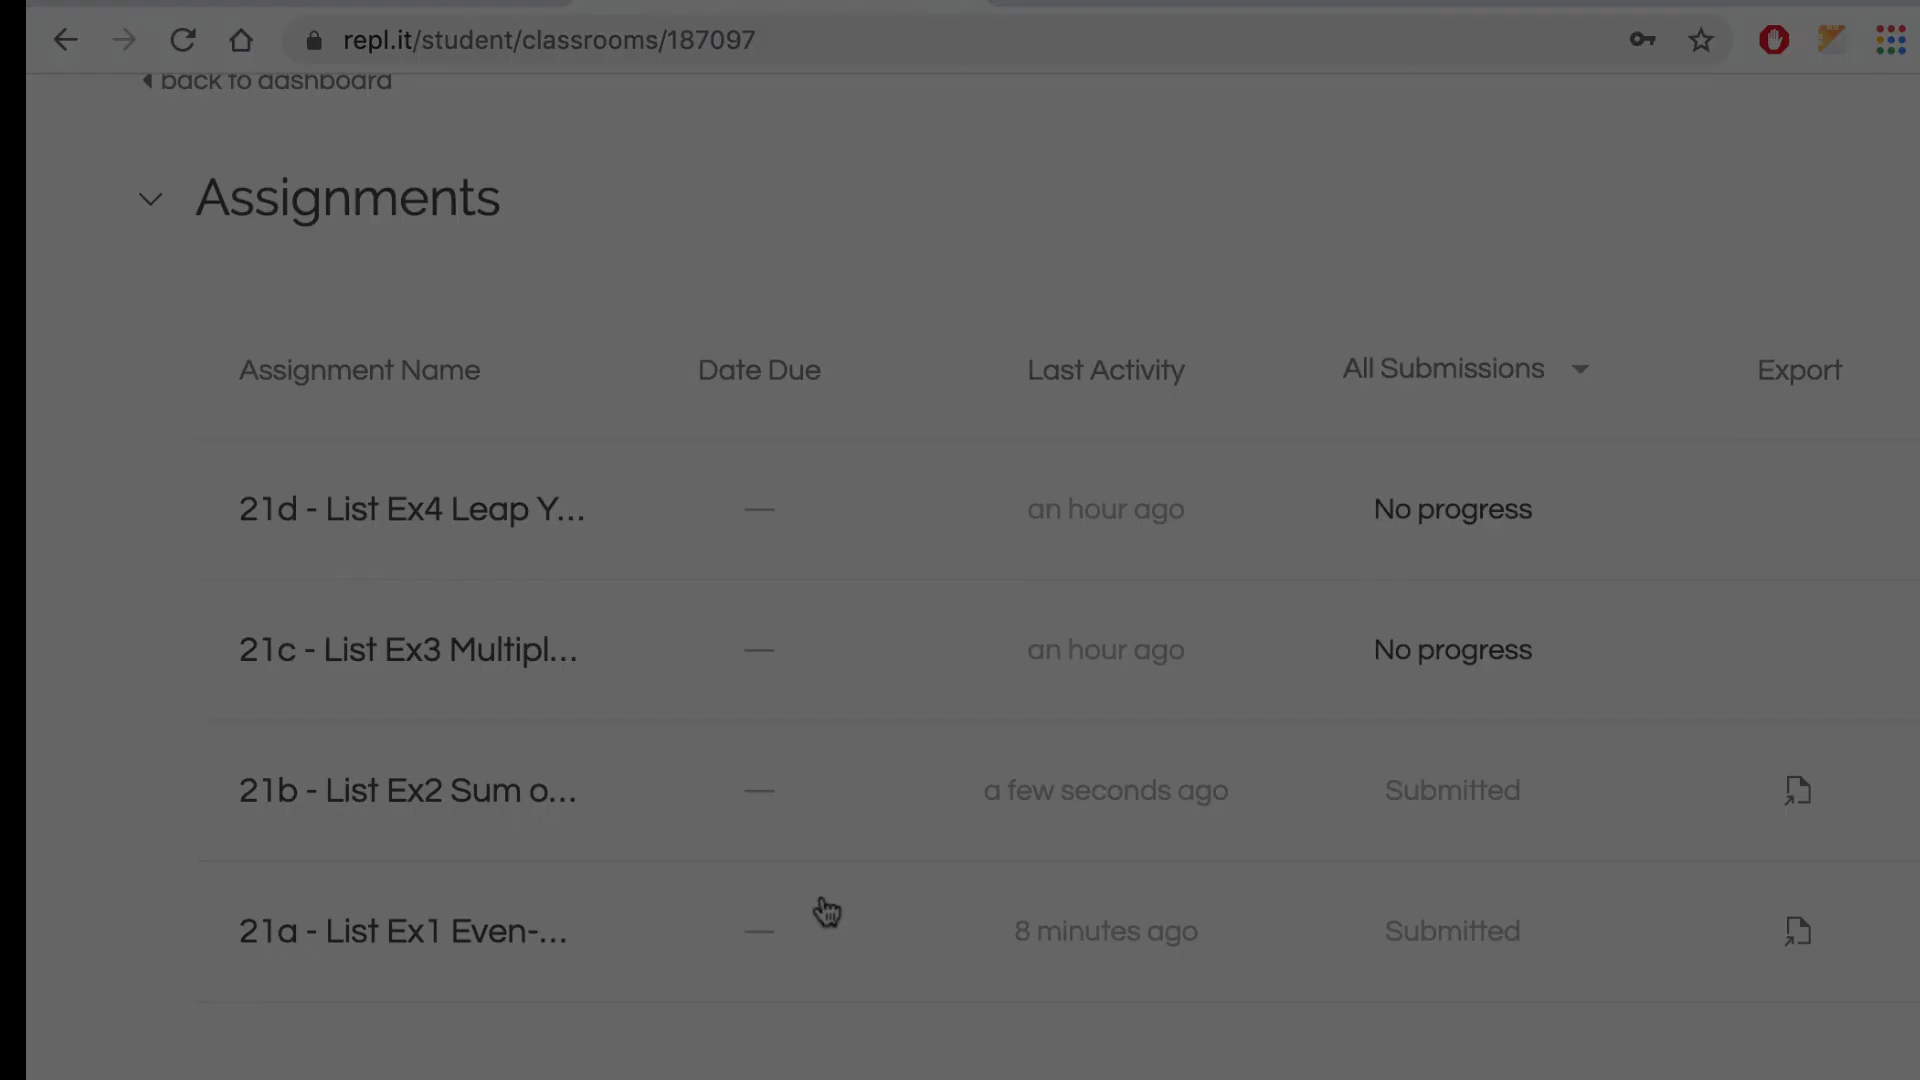 repl.it/student/classrooms/187097
back to dashboard
Assignments
Assignment Name Date Due Last Activity All Submissions Export
21d - List Ex4 Leap Y... — an hour ago No progress
21c - List Ex3 Multipl... — an hour ago No progress
21b - List Ex2 Sum o... — a few seconds ago Submitted
21a - List Ex1 Even-... — 8 minutes ago Submitted